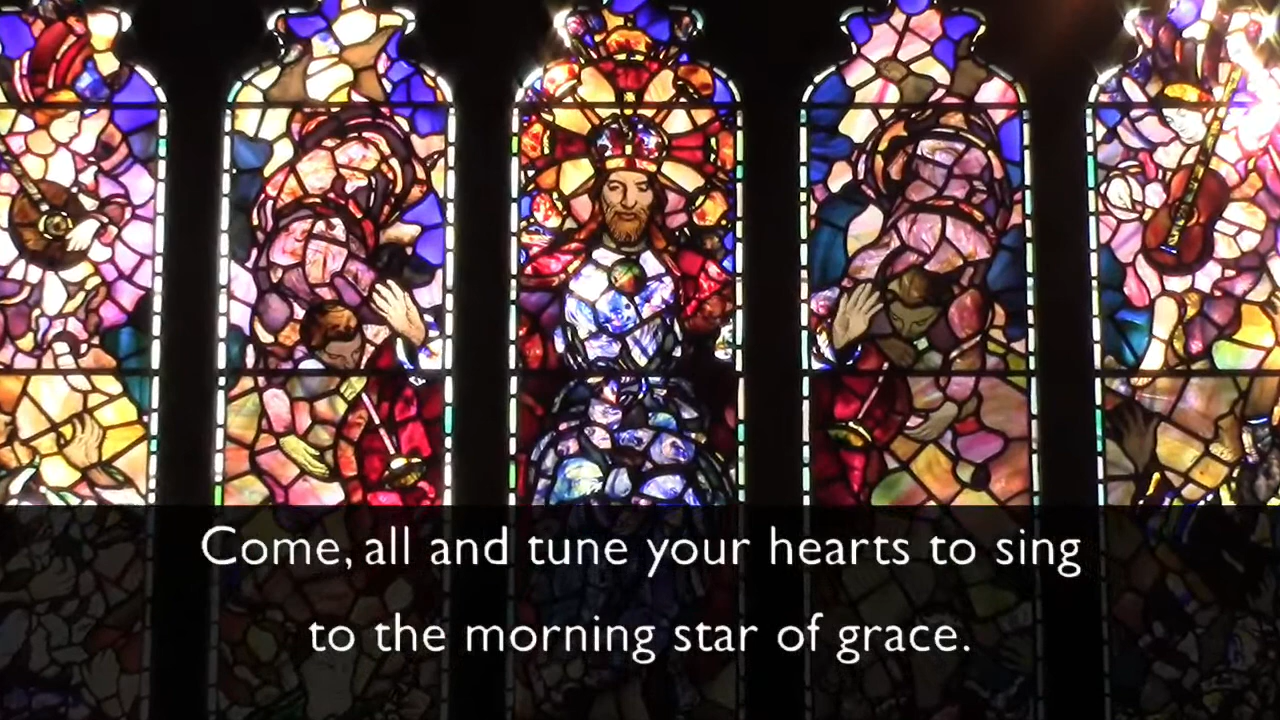 Come, all and tune your hearts to sing
to the morning star of grace.